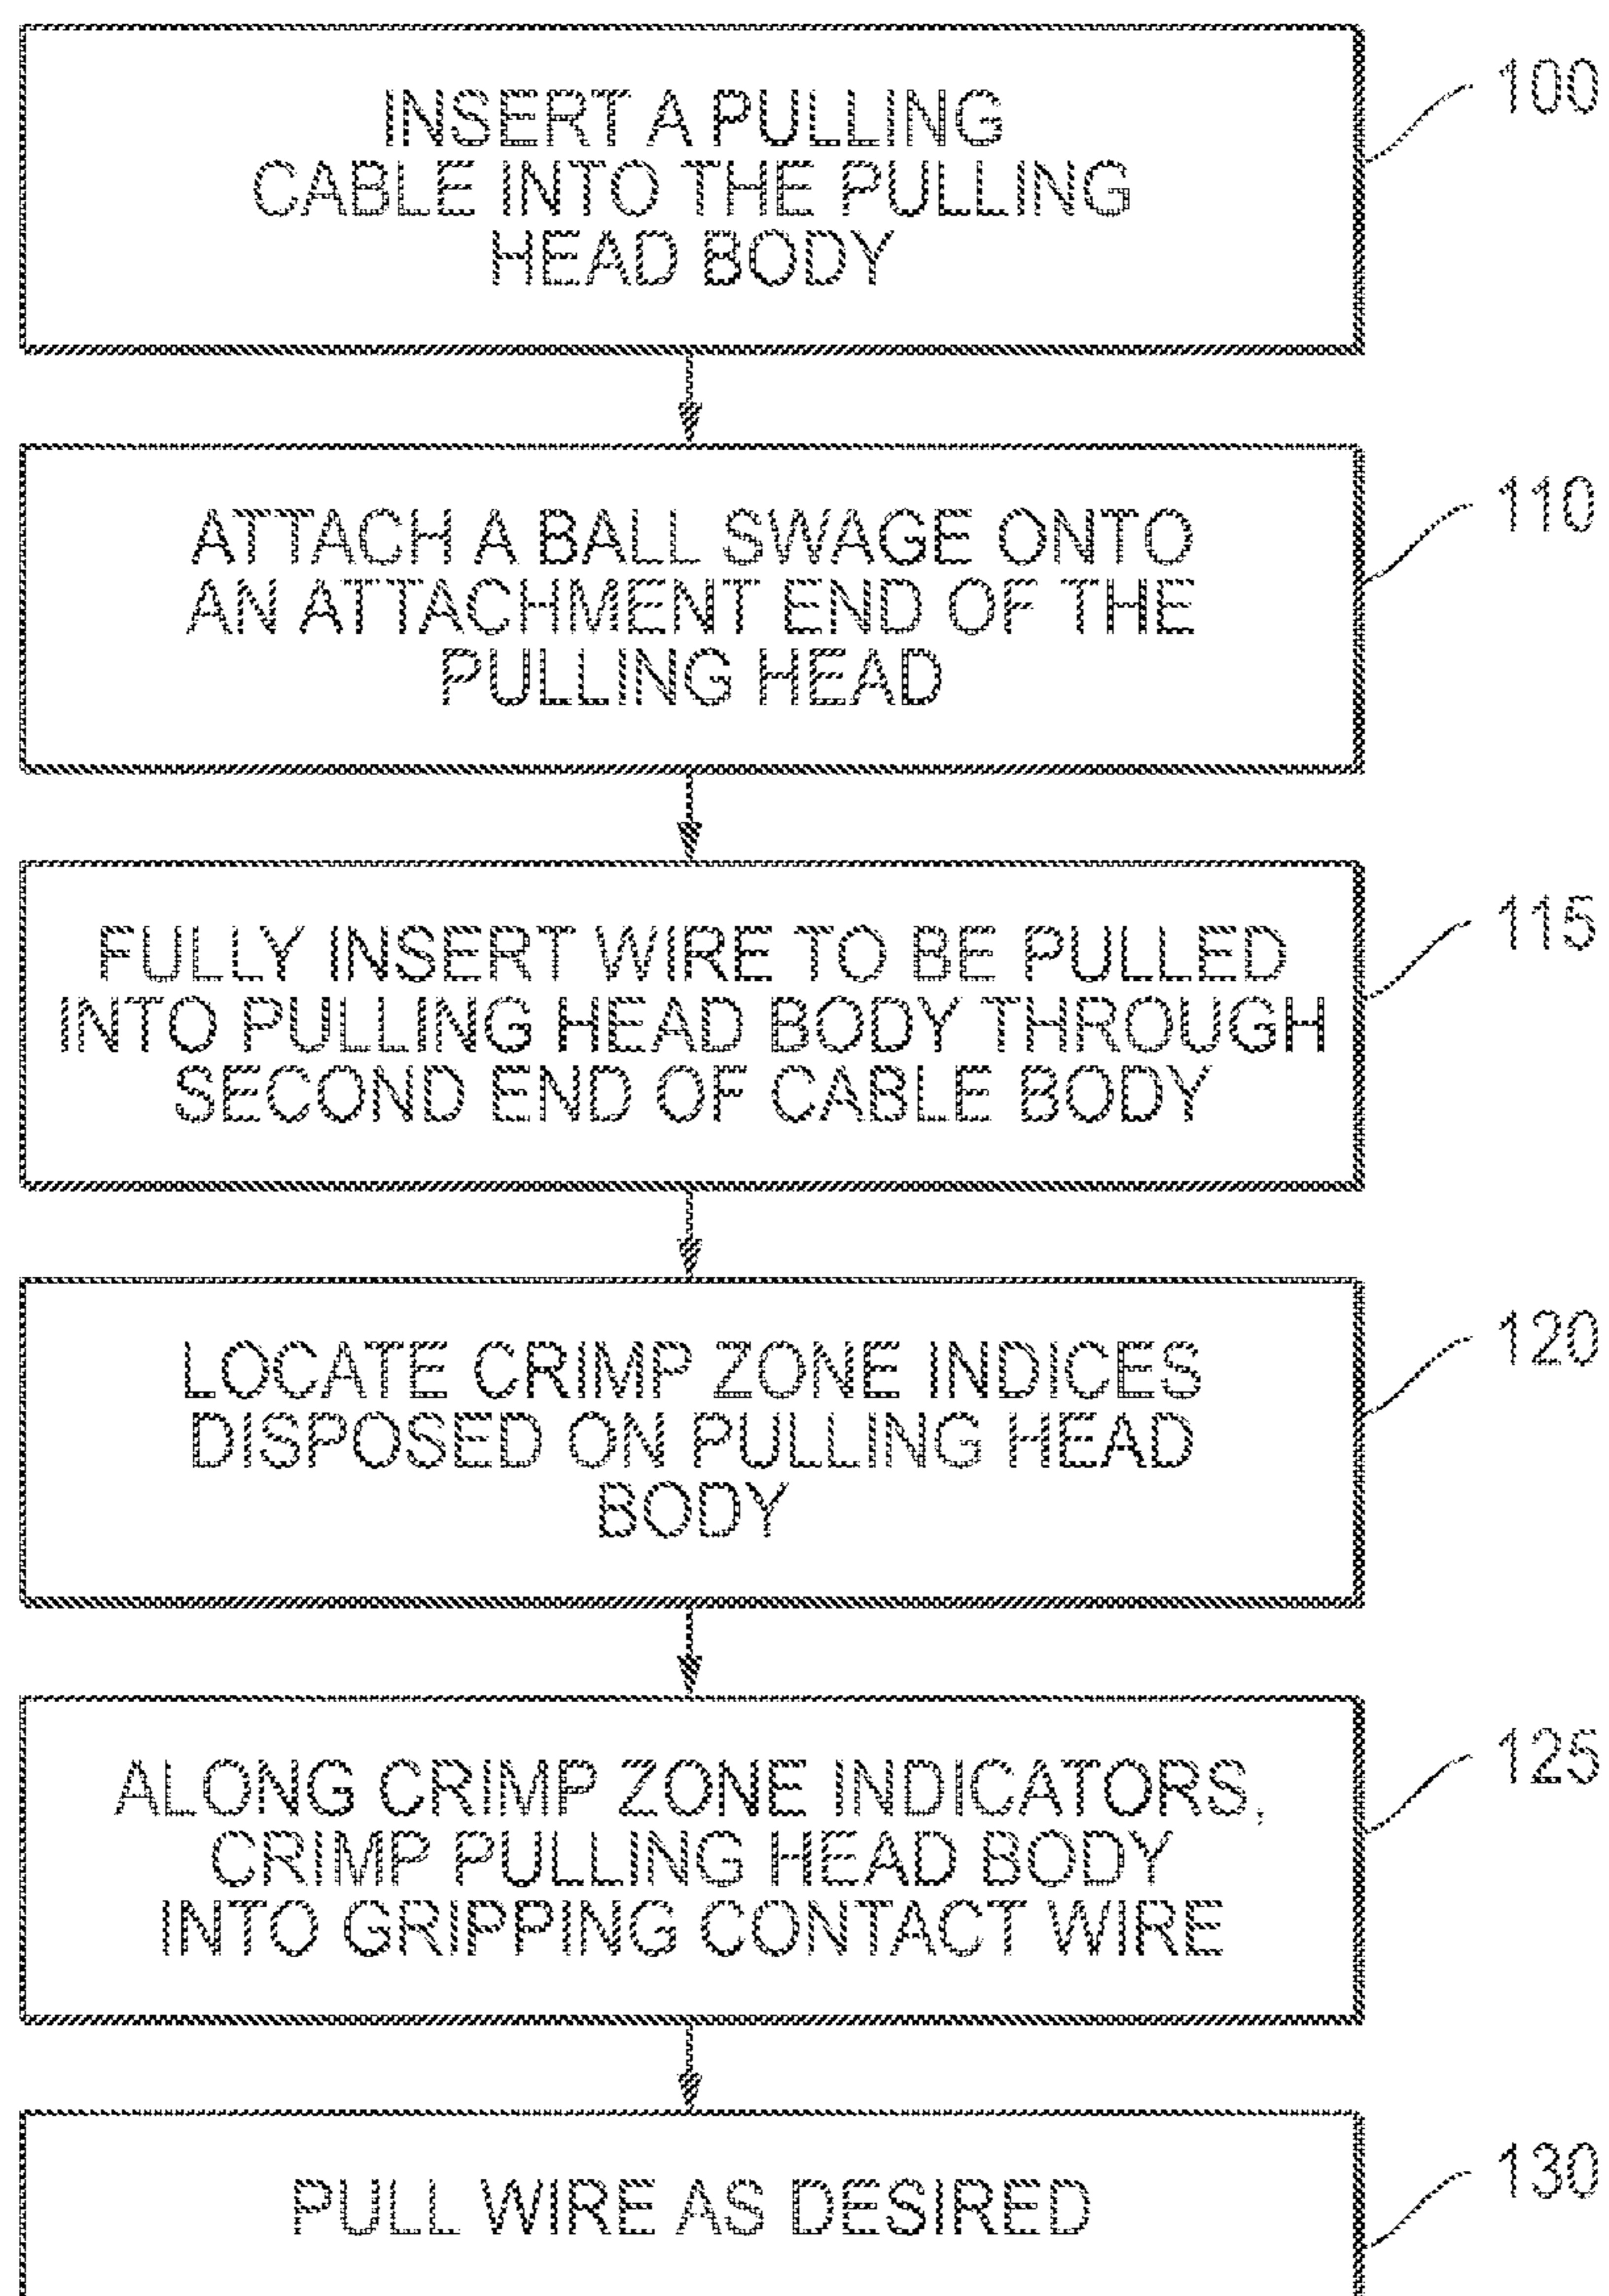 INSERT A PULLING
CABLE INTO THE PULLING
HEAD BODY
100
ATTACH A BALL SWAGE ONTO
AN ATTACHMENT END OF THE
PULLING HEAD
110
FULLY INSERT WIRE TO BE PULLED
INTO PULLING HEAD BODY THROUGH
SECOND END OF CABLE BODY
115
LOCATE CRIMP ZONE INDICES
DISPOSED ON PULLING HEAD
BODY
120
ALONG CRIMP ZONE INDICATORS,
CRIMP PULLING HEAD BODY
INTO GRIPPING CONTACT WIRE
125
PULL WIRE AS DESIRED
130